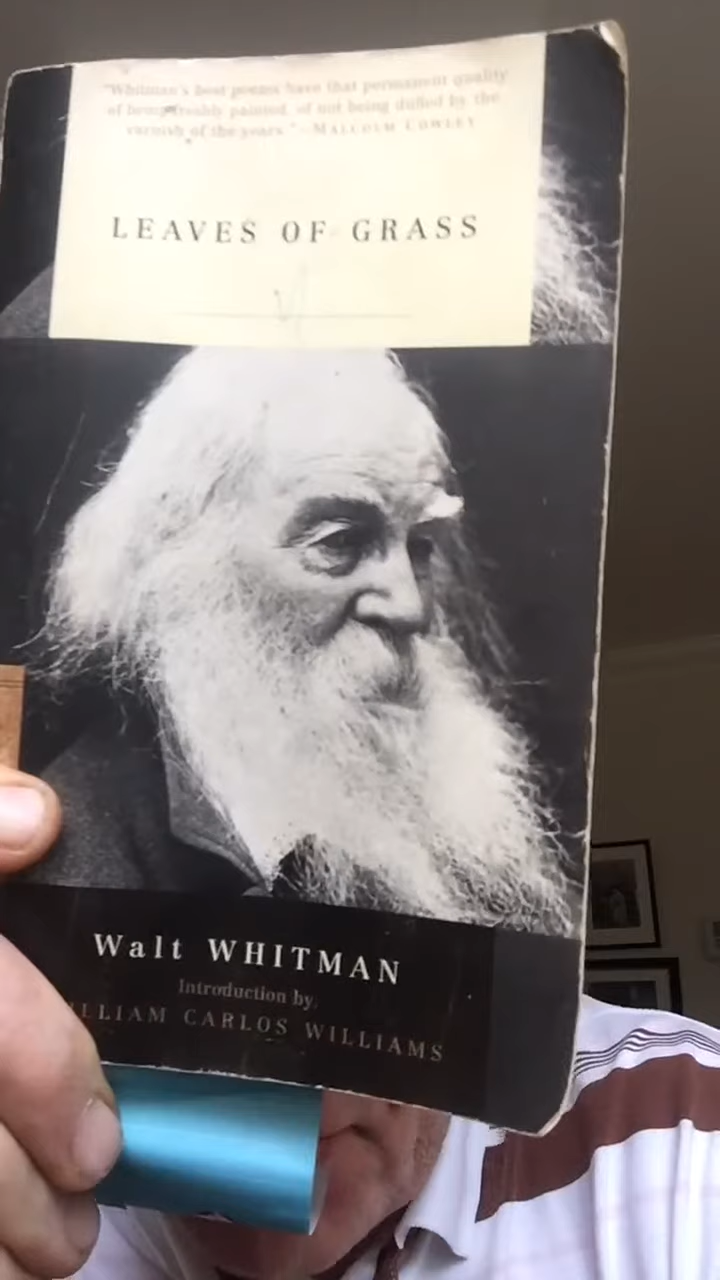 "Whitman's best poems have that permanent quality
of being freshly painted, of not being dulled by the
varnish of the years." —MALCOLM COWLEY
LEAVES OF GRASS
Walt WHITMAN
Introduction by
ILLIAM CARLOS WILLIAMS